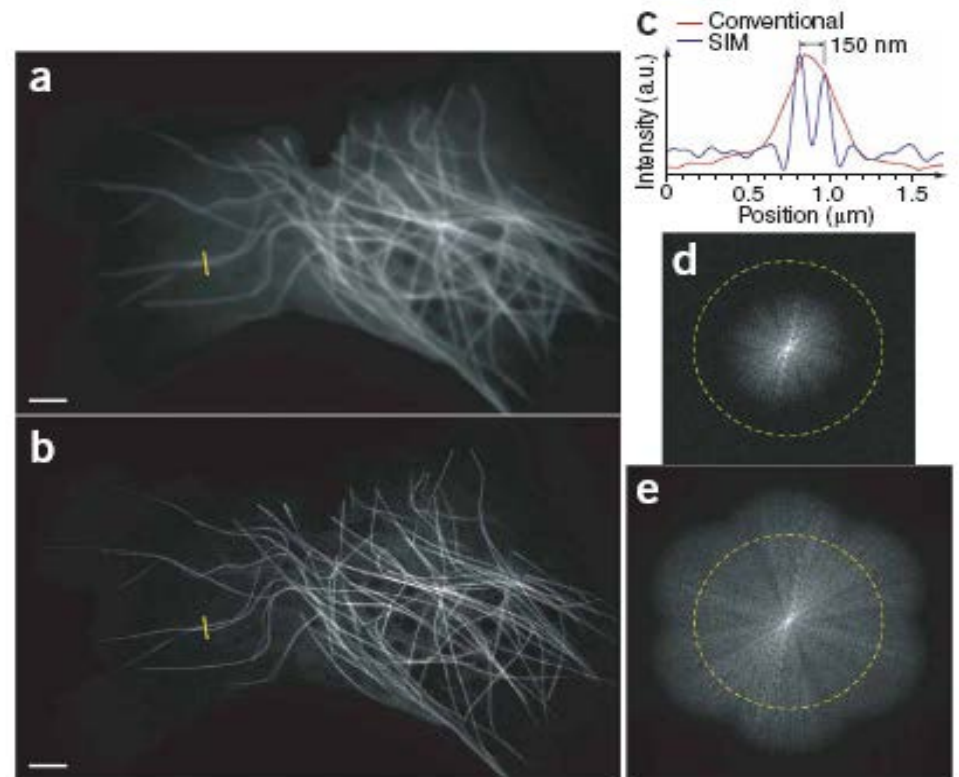 a
b
c
Conventional
SIM
150 nm
Intensity (a.u.)
0 0.5 1.0 1.5
Position (μm)
d
e